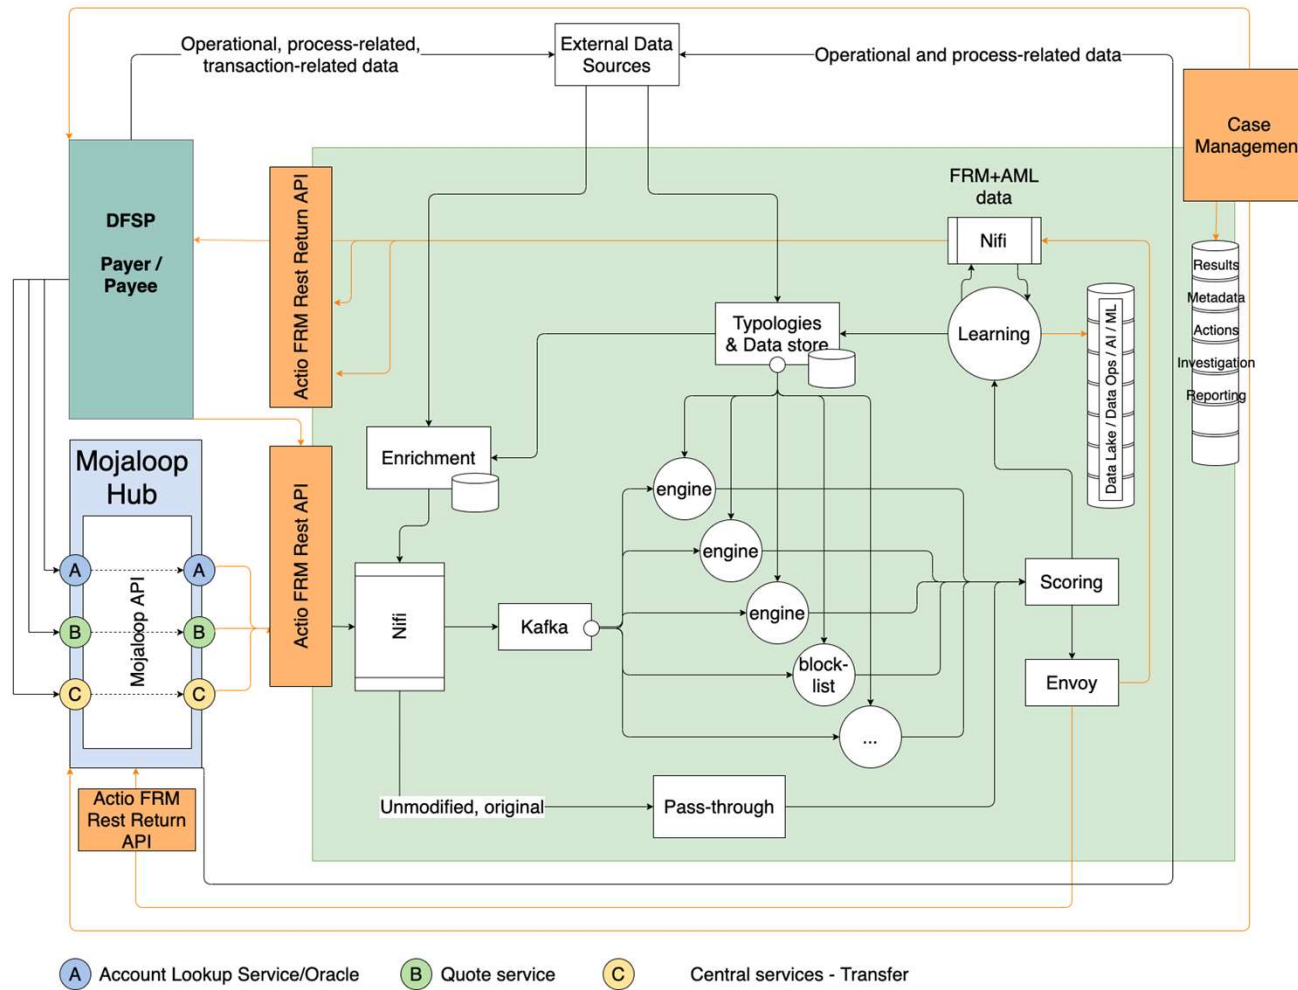 Operational, process-related,
transaction-related data
External Data
Sources
Operational and process-related data
Case
Management
DFSP
Payer /
Payee
Actio FRM Rest Return API
FRM+AML
data
Nifi
Results
Metadata
Actions
Investigation
Reporting
Typologies
& Data store
Learning
Data Lake / Data Ops / AI / ML
Enrichment
Mojaloop
Hub
Actio FRM Rest API
engine
engine
engine
block-
list
...
A
A
B
B
C
C
Mojaloop API
Nifi
Kafka
Scoring
Envoy
Unmodified, original
Pass-through
Actio FRM
Rest Return
API
A Account Lookup Service/Oracle
B Quote service
C Central services - Transfer